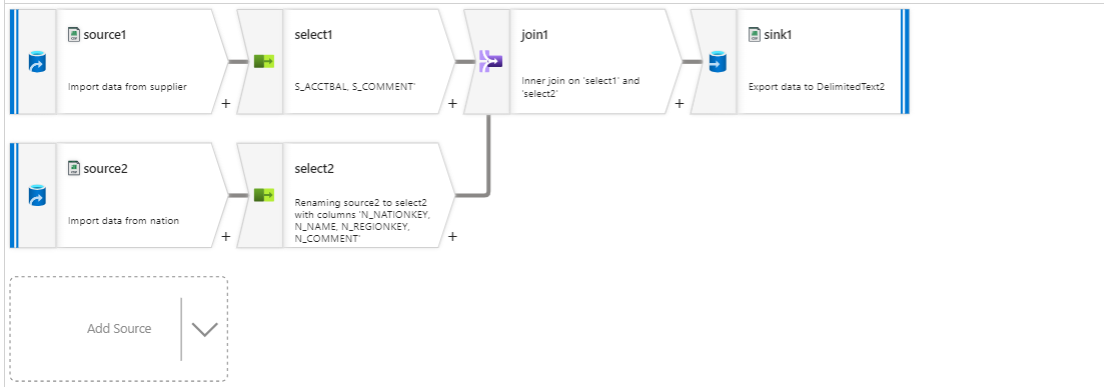 source1
Import data from supplier
+
select1
S_ACCTBAL, S_COMMENT'
+
join1
Inner join on 'select1' and
'select2'
+
sink1
Export data to DelimitedText2
source2
Import data from nation
+
select2
Renaming source2 to select2
with columns 'N_NATIONKEY,
N_NAME, N_REGIONKEY,
N_COMMENT'
+
Add Source